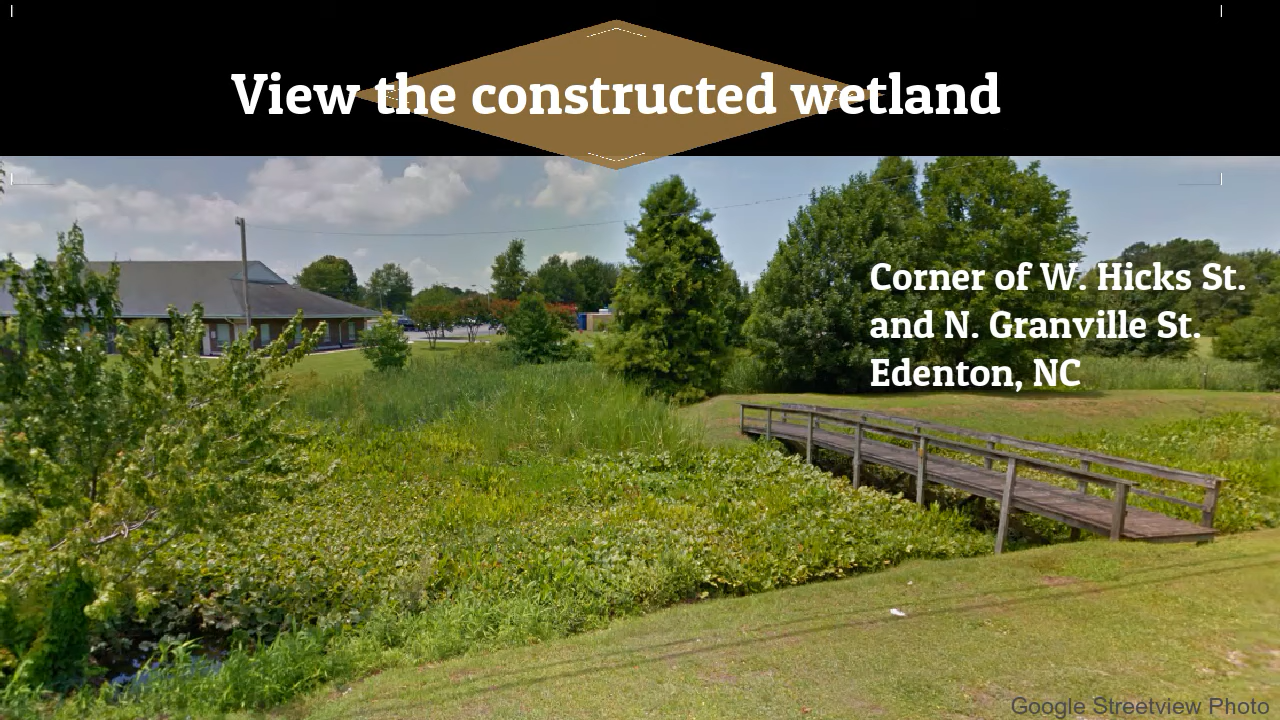 View the constructed wetland
Corner of W. Hicks St.
and N. Granville St.
Edenton, NC
Google Streetview Photo